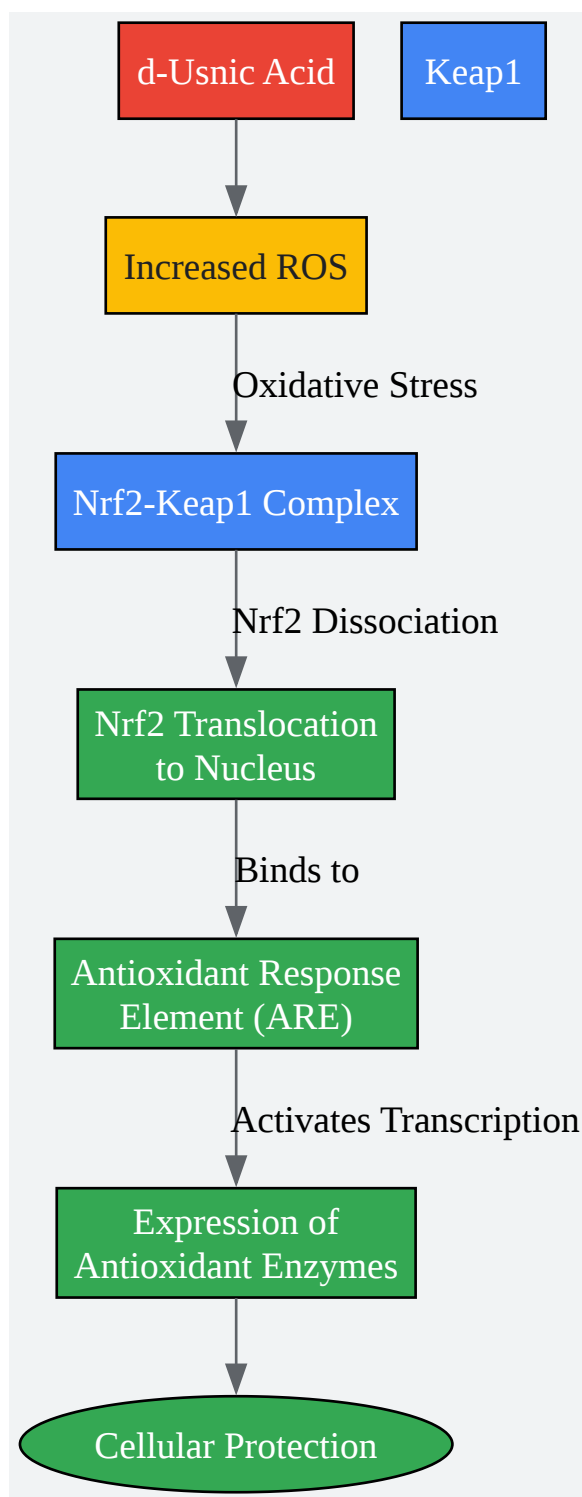 d-Usnic Acid
Keap1
Increased ROS
Oxidative Stress
Nrf2-Keap1 Complex
Nrf2 Dissociation
Nrf2 Translocation
to Nucleus
Binds to
Antioxidant Response
Element (ARE)
Activates Transcription
Expression of
Antioxidant Enzymes
Cellular Protection